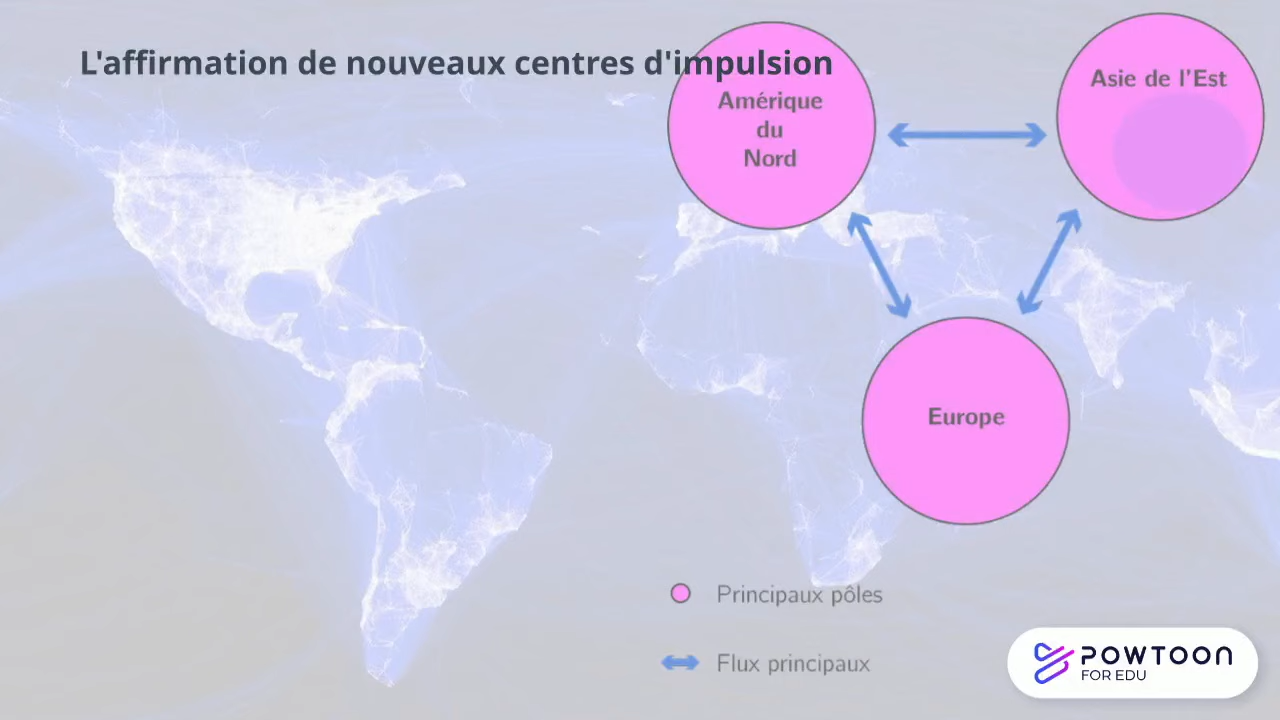 L'affirmation de nouveaux centres d'impulsion
Amérique
du
Nord
Asie de l'Est
Europe
Principaux pôles
Flux principaux
POWTOON
FOR EDU